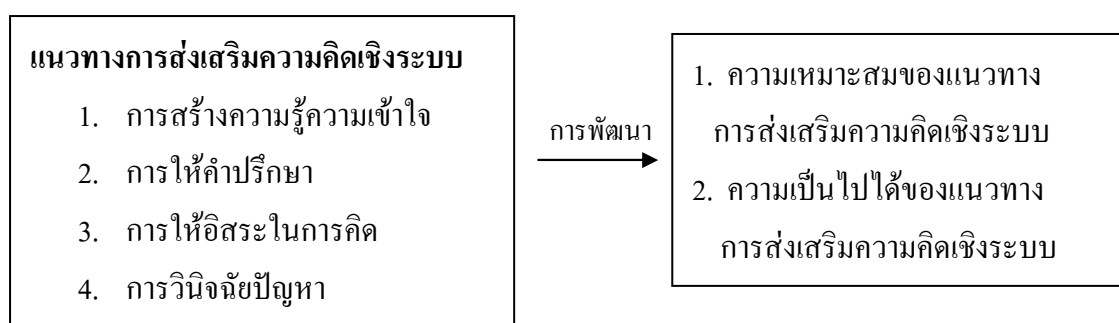 แนวทางการส่งเสริมความคิดเชิงระบบ
1. การสร้างความรู้ความเข้าใจ
2. การให้คำปรึกษา
3. การให้อิสระในการคิด
4. การวินิจฉัยปัญหา
การพัฒนา
1. ความเหมาะสมของแนวทาง
การส่งเสริมความคิดเชิงระบบ
2. ความเป็นไปได้ของแนวทาง
การส่งเสริมความคิดเชิงระบบ